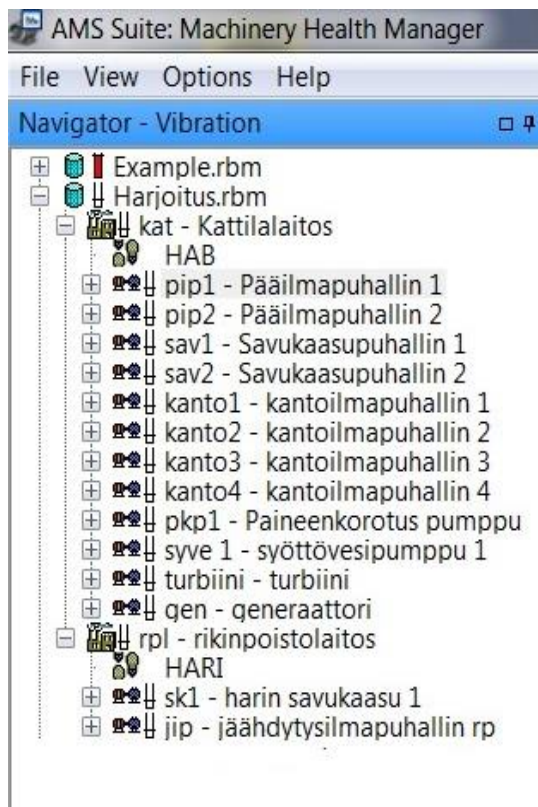 AMS Suite: Machinery Health Manager
File View Options Help
Navigator - Vibration
Example.rbm
Harjoitus.rbm
kat - Kattilalaitos
HAB
pip1 - Pääilmapuhallin 1
pip2 - Pääilmapuhallin 2
sav1 - Savukaasupuhallin 1
sav2 - Savukaasupuhallin 2
kanto1 - kantoilmapuhallin 1
kanto2 - kantoilmapuhallin 2
kanto3 - kantoilmapuhallin 3
kanto4 - kantoilmapuhallin 4
pkp1 - Paineenkorotus pumppu
syve 1 - syöttövesipumppu 1
turbiini - turbiini
gen - generaattori
rpl - rikinpoistolaitos
HARI
sk1 - harin savukaasu 1
jip - jäähdytysilmapuhallin rp